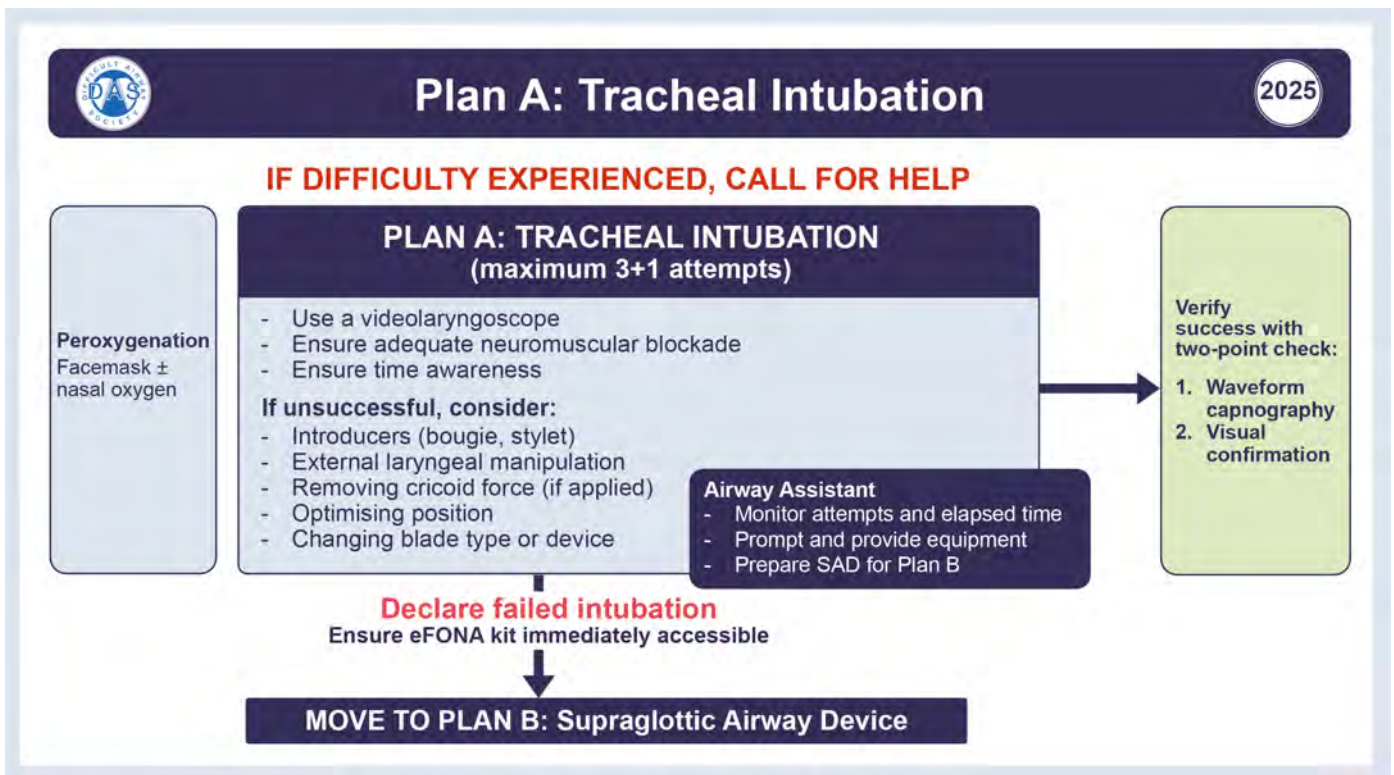 DIFFICULT AIRWAY
DAS
SOCIETY
Plan A: Tracheal Intubation
2025
IF DIFFICULTY EXPERIENCED, CALL FOR HELP
Peroxygenation
Facemask ±
nasal oxygen
PLAN A: TRACHEAL INTUBATION
(maximum 3+1 attempts)
- Use a videolaryngoscope
- Ensure adequate neuromuscular blockade
- Ensure time awareness
If unsuccessful, consider:
- Introducers (bougie, stylet)
- External laryngeal manipulation
- Removing cricoid force (if applied)
- Optimising position
- Changing blade type or device
Airway Assistant
- Monitor attempts and elapsed time
- Prompt and provide equipment
- Prepare SAD for Plan B
Verify
success with
two-point check:
1. Waveform
capnography
2. Visual
confirmation
Declare failed intubation
Ensure eFONA kit immediately accessible
MOVE TO PLAN B: Supraglottic Airway Device